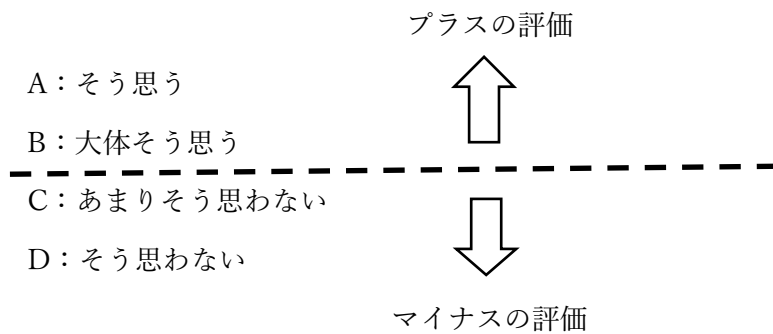 プラスの評価
A：そう思う
B：大体そう思う
C：あまりそう思わない
D：そう思わない
マイナスの評価